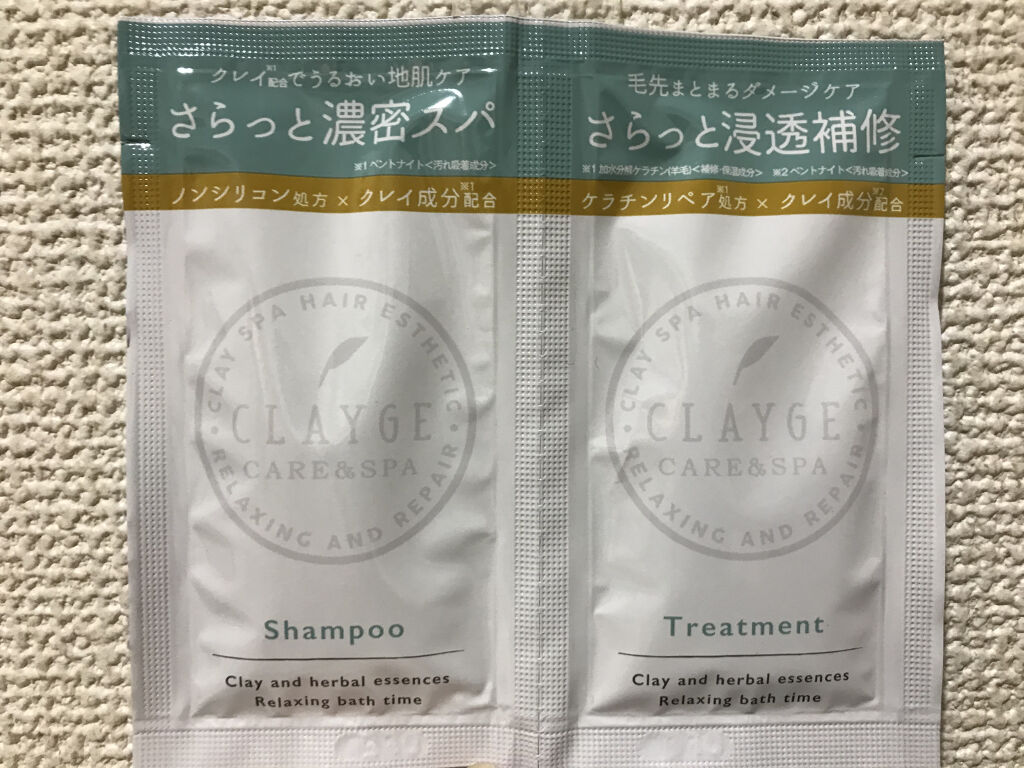 クレイ※1配合でうるおい地肌ケア
さらっと濃密スパ
※1 ベントナイト<汚れ吸着成分>
ノンシリコン処方 × クレイ成分※1配合
CLAY SPA HAIR ESTHETIC
CLAYGE
CARE&SPA
RELAXING AND REPAIR
Shampoo
Clay and herbal essences
Relaxing bath time
毛先まとまるダメージケア
さらっと浸透補修
※1 加水分解ケラチン(羊毛)<補修・保湿成分> ※2 ベントナイト<汚れ吸着成分>
ケラチンリペア※1処方 × クレイ成分※2配合
CLAY SPA HAIR ESTHETIC
CLAYGE
CARE&SPA
RELAXING AND REPAIR
Treatment
Clay and herbal essences
Relaxing bath time